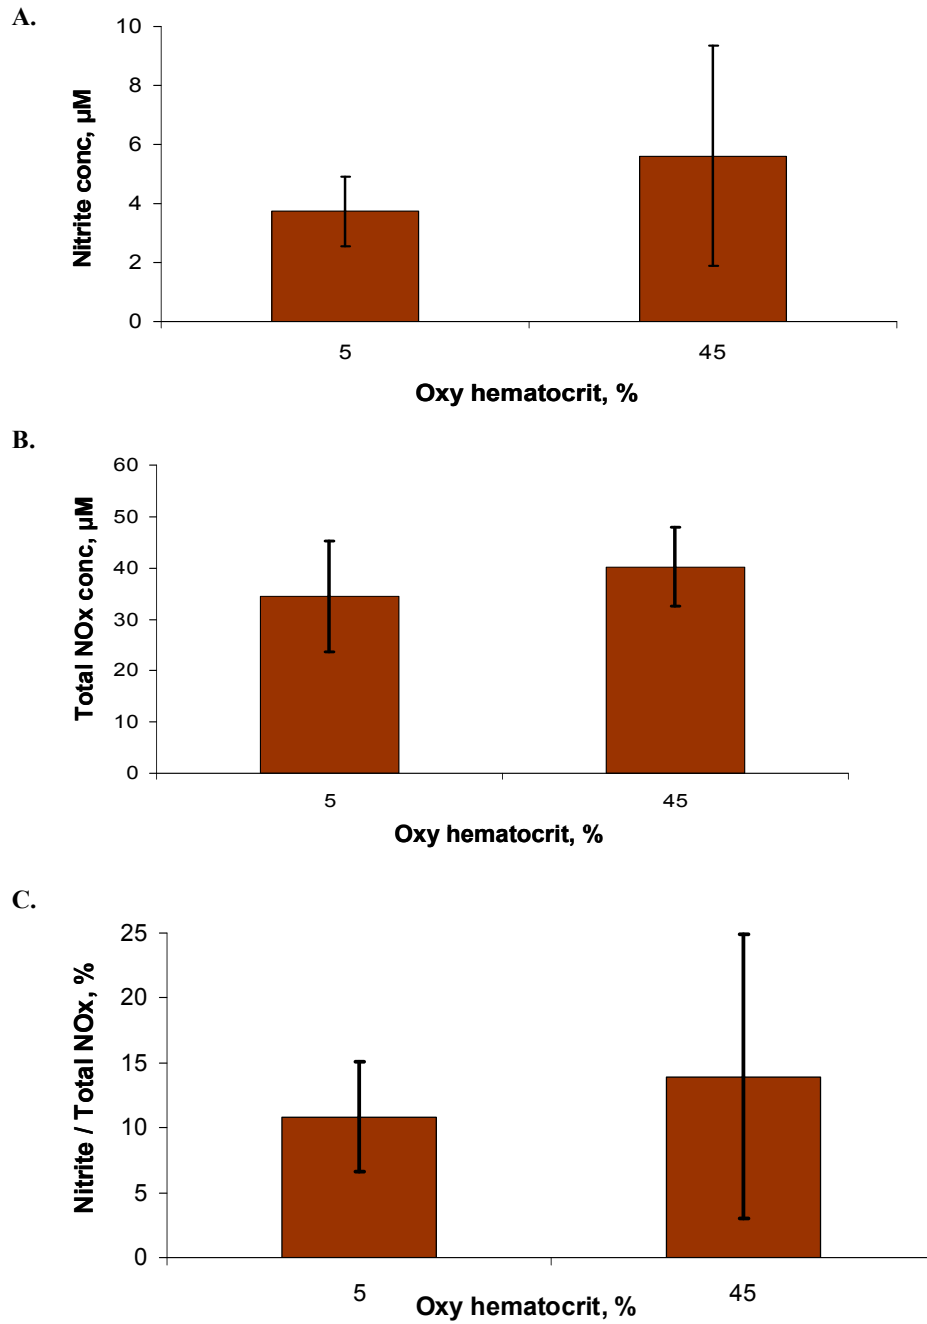 A.
10
8
6
4
2
0
Nitrite conc, µM
5 45
Oxy hematocrit, %
B.
60
50
40
30
20
10
0
Total NOx conc, µM
5 45
Oxy hematocrit, %
C.
25
20
15
10
5
0
Nitrite / Total NOx, %
5 45
Oxy hematocrit, %